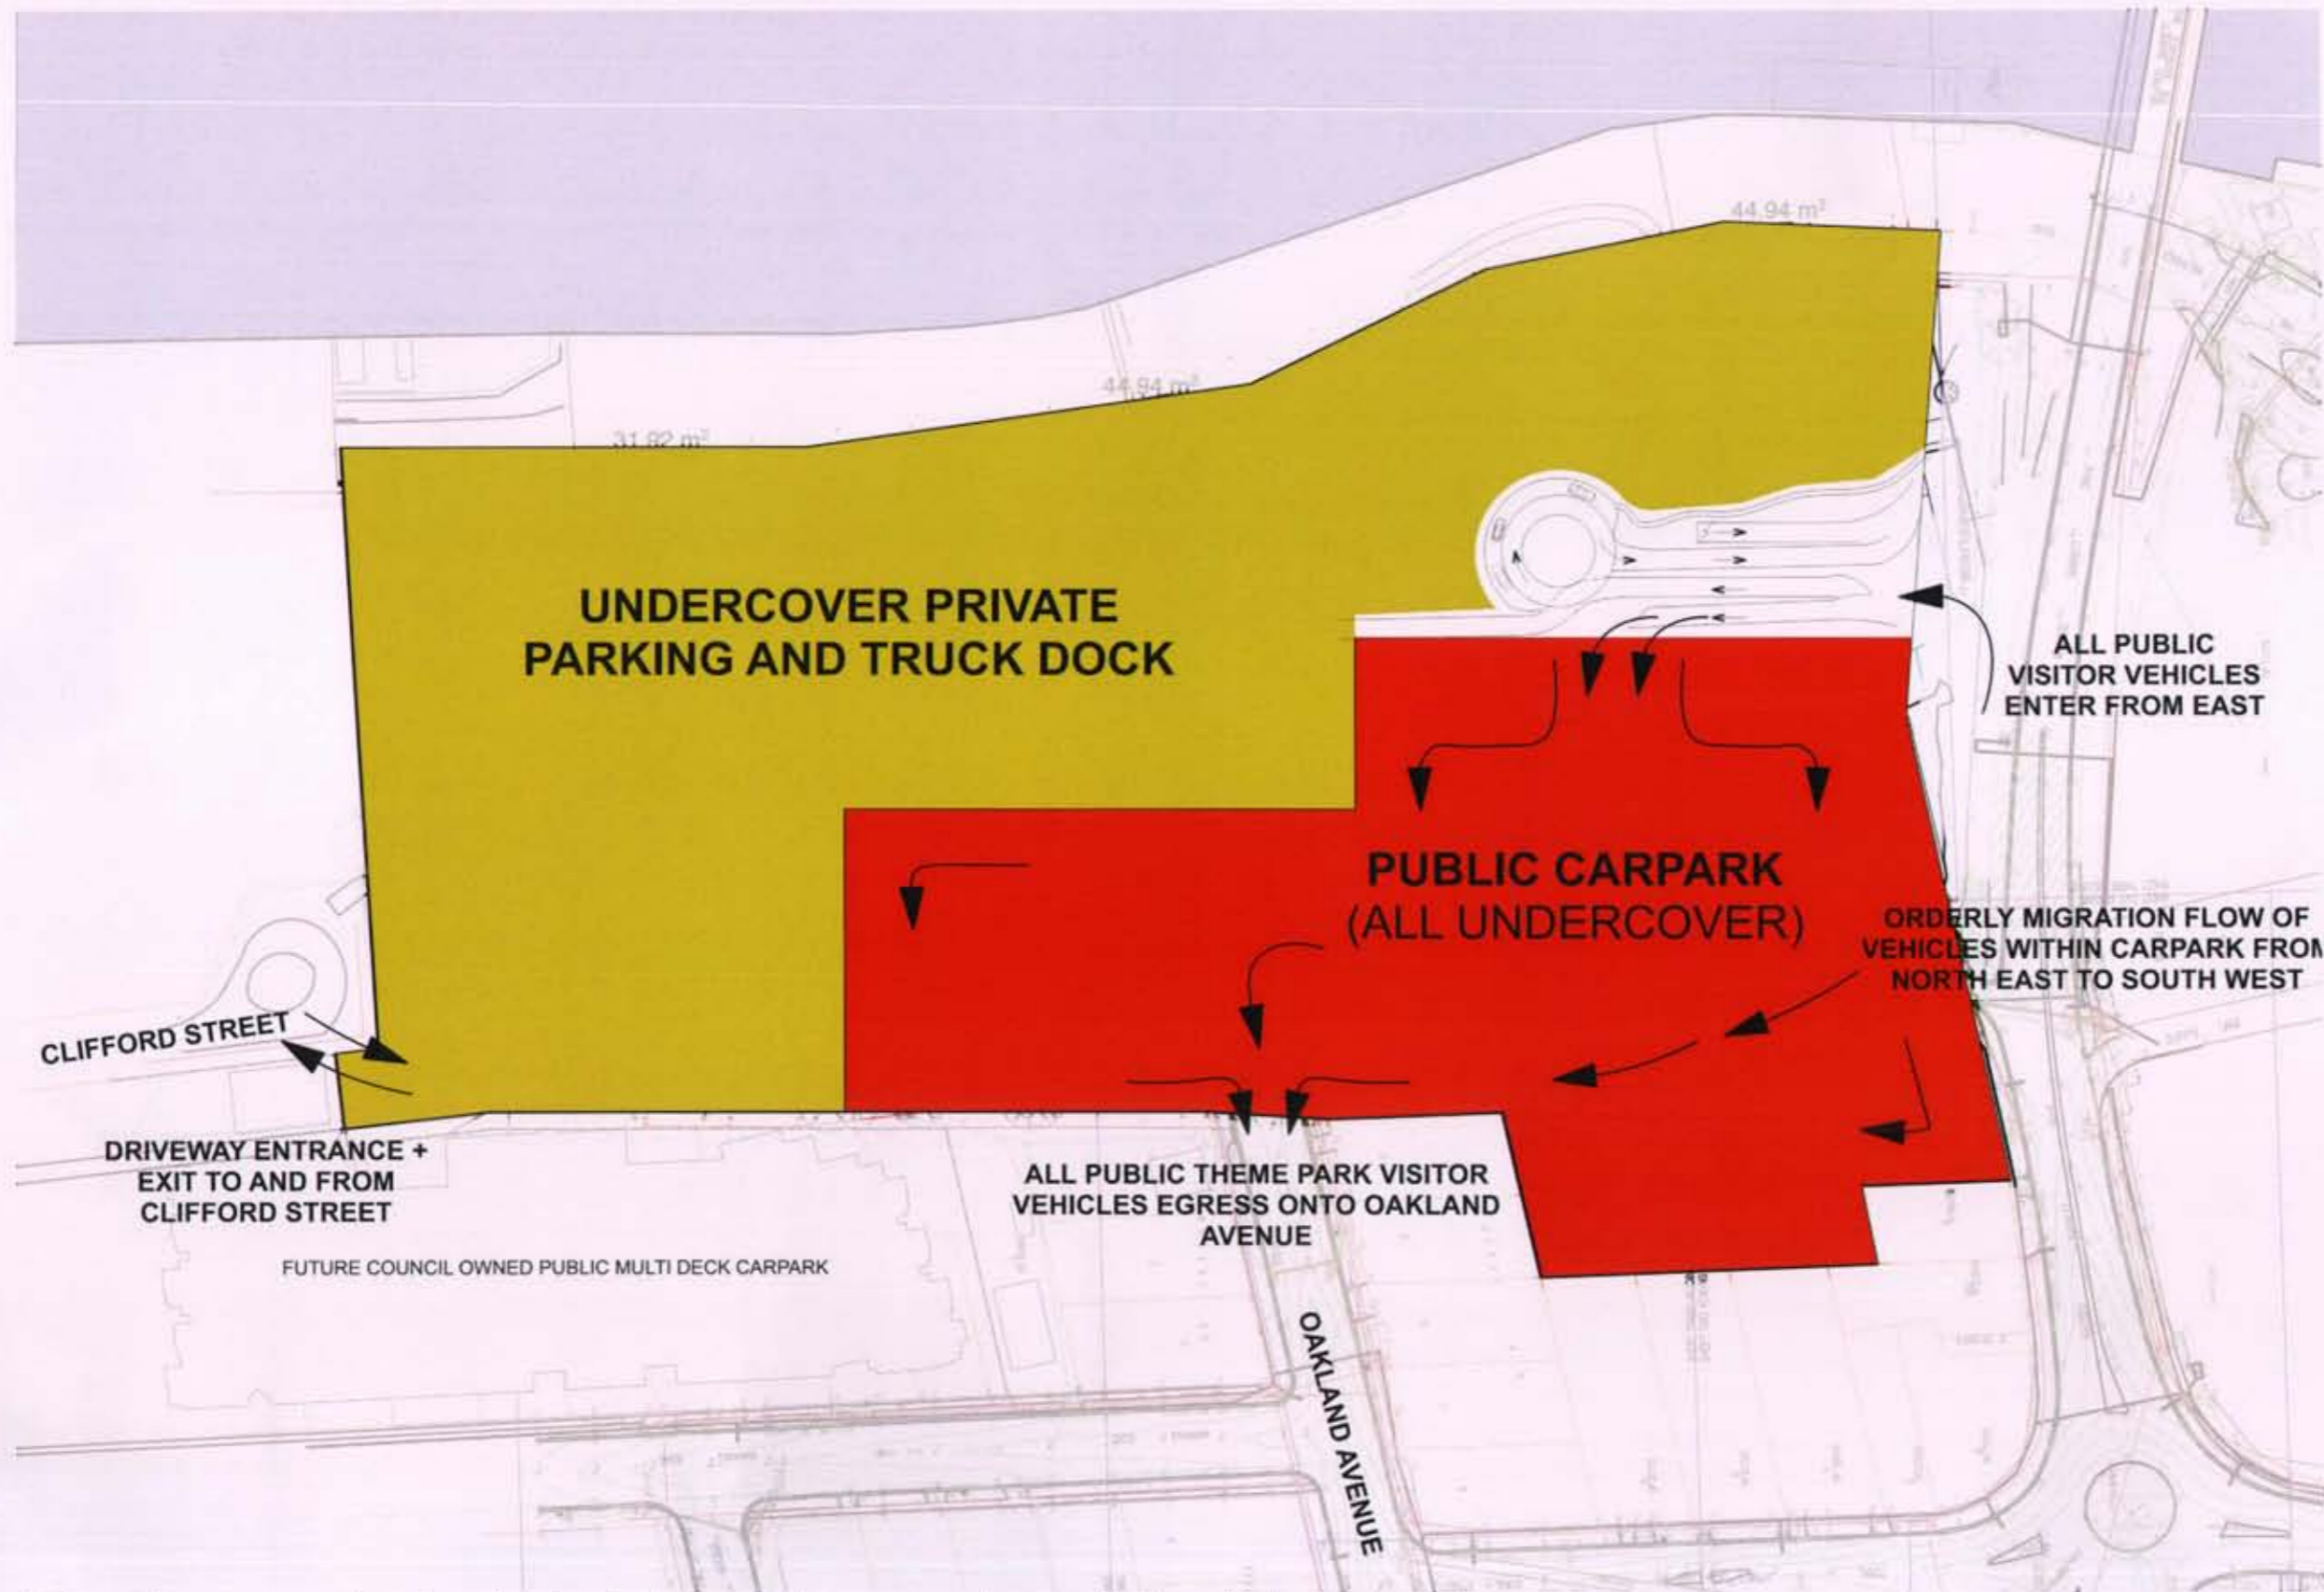 44.94 m²
44.94 m²
31.82 m²
UNDERCOVER PRIVATE
PARKING AND TRUCK DOCK
ALL PUBLIC
VISITOR VEHICLES
ENTER FROM EAST
PUBLIC CARPARK
(ALL UNDERCOVER)
ORDERLY MIGRATION FLOW OF
VEHICLES WITHIN CARPARK FROM
NORTH EAST TO SOUTH WEST
CLIFFORD STREET
DRIVEWAY ENTRANCE +
EXIT TO AND FROM
CLIFFORD STREET
ALL PUBLIC THEME PARK VISITOR
VEHICLES EGRESS ONTO OAKLAND
AVENUE
FUTURE COUNCIL OWNED PUBLIC MULTI DECK CARPARK
OAKLAND AVENUE